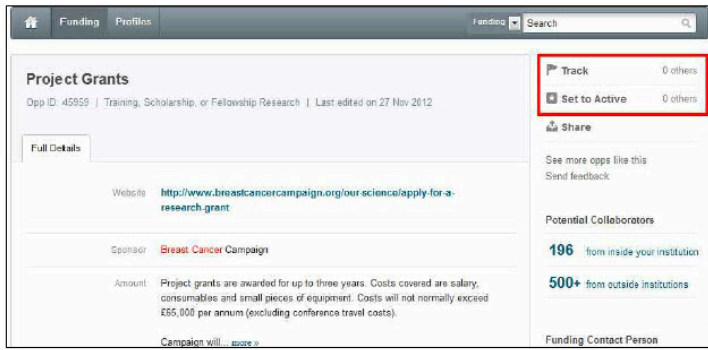 Funding Profiles Funding Search
Project Grants
Opp ID: 45959 | Training, Scholarship, or Fellowship Research | Last edited on 27 Nov 2012
Full Details
Website http://www.breastcancercampaign.org/our-science/apply-for-a-
research-grant
Sponsor Breast Cancer Campaign
Amount Project grants are awarded for up to three years. Costs covered are salary,
consumables and small pieces of equipment. Costs will not normally exceed
£65,000 per annum (excluding conference travel costs).
Campaign will... more »
Track 0 others
Set to Active 0 others
Share
See more opps like this
Send feedback
Potential Collaborators
196 from inside your institution
500+ from outside institutions
Funding Contact Person